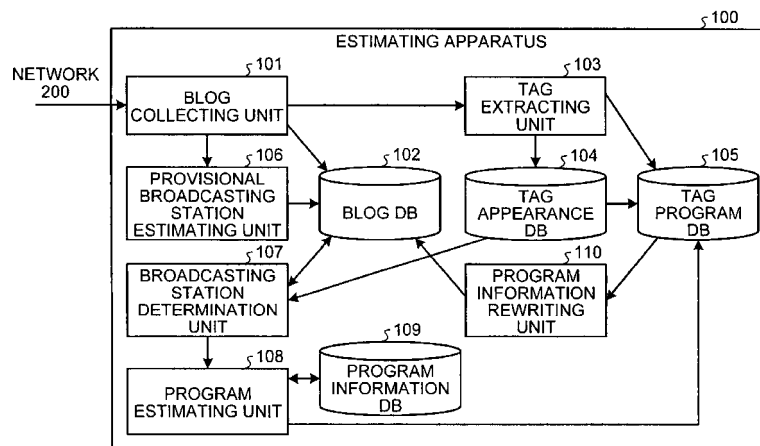 100
ESTIMATING APPARATUS
NETWORK
200
101
BLOG
COLLECTING UNIT
103
TAG
EXTRACTING
UNIT
106
PROVISIONAL
BROADCASTING
STATION
ESTIMATING UNIT
102
BLOG DB
104
TAG
APPEARANCE
DB
105
TAG
PROGRAM
DB
107
BROADCASTING
STATION
DETERMINATION
UNIT
110
PROGRAM
INFORMATION
REWRITING
UNIT
108
PROGRAM
ESTIMATING UNIT
109
PROGRAM
INFORMATION
DB